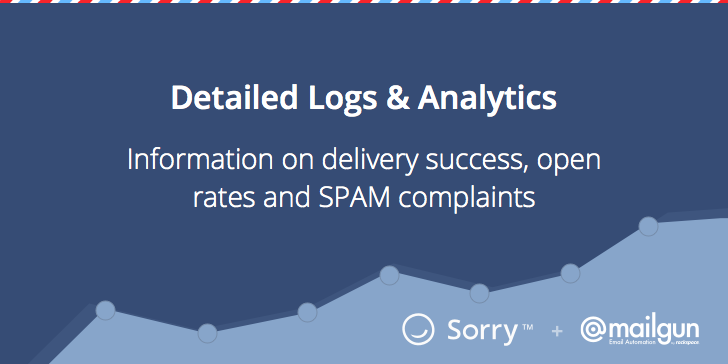 Detailed Logs & Analytics
Information on delivery success, open
rates and SPAM complaints
Sorry™ + @mailgun
Email Automation by rackspace